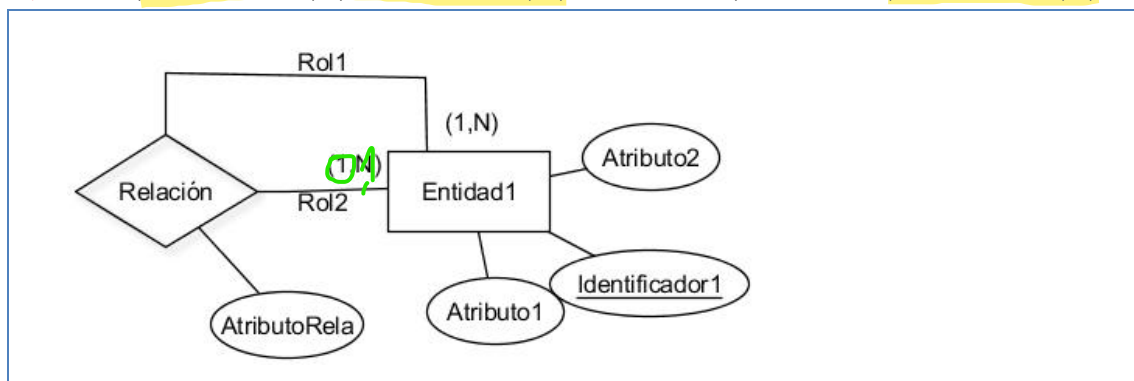 Rol1
(1,N)
(1,N)
0,1
Atributo2
Relación
Entidad1
Rol2
Identificador1
Atributo1
AtributoRela